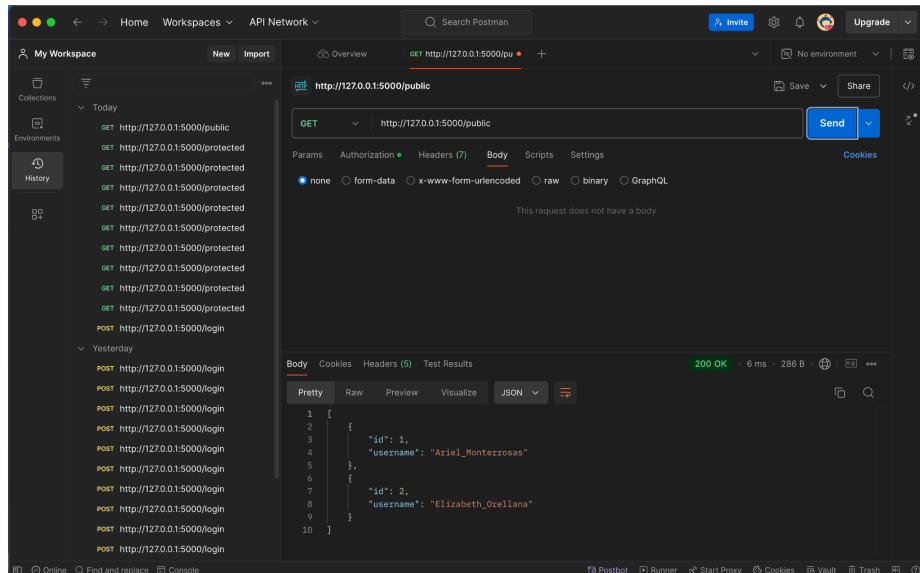 Home Workspaces API Network Search Postman Invite Upgrade
My Workspace New Import Overview GET http://127.0.0.1:5000/pu No environment
Collections
Environments
History
Today
GET http://127.0.0.1:5000/public
GET http://127.0.0.1:5000/protected
GET http://127.0.0.1:5000/protected
GET http://127.0.0.1:5000/protected
GET http://127.0.0.1:5000/protected
GET http://127.0.0.1:5000/protected
GET http://127.0.0.1:5000/protected
GET http://127.0.0.1:5000/protected
GET http://127.0.0.1:5000/protected
GET http://127.0.0.1:5000/protected
POST http://127.0.0.1:5000/login
Yesterday
POST http://127.0.0.1:5000/login
POST http://127.0.0.1:5000/login
POST http://127.0.0.1:5000/login
POST http://127.0.0.1:5000/login
POST http://127.0.0.1:5000/login
POST http://127.0.0.1:5000/login
POST http://127.0.0.1:5000/login
POST http://127.0.0.1:5000/login
POST http://127.0.0.1:5000/login
POST http://127.0.0.1:5000/login
HTTP http://127.0.0.1:5000/public Save Share
GET http://127.0.0.1:5000/public Send
Params Authorization Headers (7) Body Scripts Settings Cookies
none form-data x-www-form-urlencoded raw binary GraphQL
This request does not have a body
Body Cookies Headers (5) Test Results 200 OK 6 ms 286 B
Pretty Raw Preview Visualize JSON
1 [
2 {
3 "id": 1,
4 "username": "Ariel_Monterrosas"
5 },
6 {
7 "id": 2,
8 "username": "Elizabeth_Orellana"
9 }
10 ]
Online Find and replace Console Postbot Runner Start Proxy Cookies Vault Trash